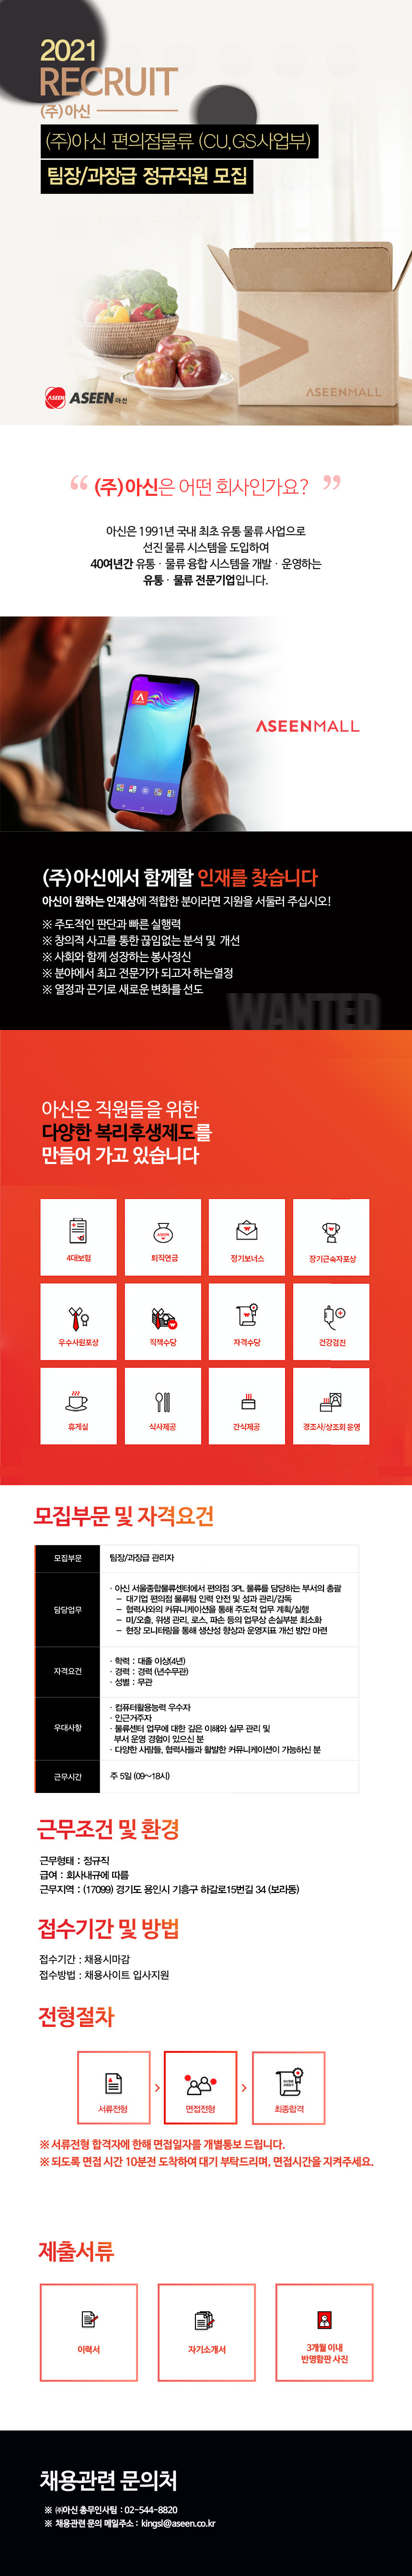 2021
RECRUIT
(주)아신
(주)아신 편의점물류 (CU,GS사업부)
팀장/과장급 정규직원 모집
ASEENMALL
ASEEN ASEEN 아신
“ (주)아신은 어떤 회사인가요? ”
아신은 1991년 국내 최초 유통 물류 사업으로
선진 물류 시스템을 도입하여
40여년간 유통 · 물류 융합 시스템을 개발 · 운영하는
유통 · 물류 전문기업입니다.
ASEENMALL
(주)아신에서 함께할 인재를 찾습니다
아신이 원하는 인재상에 적합한 분이라면 지원을 서둘러 주십시오!
※ 주도적인 판단과 빠른 실행력
※ 창의적 사고를 통한 끊임없는 분석 및 개선
※ 사회와 함께 성장하는 봉사정신
※ 분야에서 최고 전문가가 되고자 하는열정
※ 열정과 끈기로 새로운 변화를 선도
WANTED
아신은 직원들을 위한
다양한 복리후생제도를
만들어 가고 있습니다
4대보험 퇴직연금 정기보너스 장기근속자포상
우수사원포상 직책수당 자격수당 건강검진
휴게실 식사제공 간식제공 경조사/상조회 운영
모집부문 및 자격요건
모집부문 팀장/과장급 관리자
담당업무
· 아신 서울종합물류센터에서 편의점 3PL 물류를 담당하는 부서의 총괄
– 대기업 편의점 물류팀 인력 안전 및 성과 관리/감독
– 협력사와의 커뮤니케이션을 통해 주도적 업무 계획/실행
– 미/오출, 위생 관리, 로스, 파손 등의 업무상 손실부분 최소화
– 현장 모니터링을 통해 생산성 향상과 운영지표 개선 방안 마련
자격요건
· 학력 : 대졸 이상(4년)
· 경력 : 경력 (년수무관)
· 성별 : 무관
우대사항
· 컴퓨터활용능력 우수자
· 인근거주자
· 물류센터 업무에 대한 깊은 이해와 실무 관리 및
부서 운영 경험이 있으신 분
· 다양한 사람들, 협력사들과 활발한 커뮤니케이션이 가능하신 분
근무시간 주 5일 (09~18시)
근무조건 및 환경
근무형태 : 정규직
급여 : 회사내규에 따름
근무지역 : (17099) 경기도 용인시 기흥구 하갈로15번길 34 (보라동)
접수기간 및 방법
접수기간 : 채용시마감
접수방법 : 채용사이트 입사지원
전형절차
서류전형 > 면접전형 > 최종합격
※ 서류전형 합격자에 한해 면접일자를 개별통보 드립니다.
※ 되도록 면접 시간 10분전 도착하여 대기 부탁드리며, 면접시간을 지켜주세요.
제출서류
이력서 자기소개서 3개월 이내
반명함판 사진
채용관련 문의처
※ ㈜아신 총무인사팀 : 02-544-8820
※ 채용관련 문의 메일주소 : kingsl@aseen.co.kr